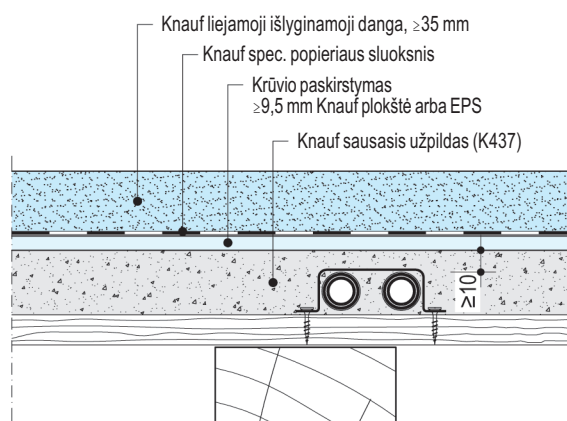 Knauf liejamoji išlyginamoji danga, ≥35 mm
Knauf spec. popieriaus sluoksnis
Krūvio paskirstymas
≥9,5 mm Knauf plokštė arba EPS
Knauf sausasis užpildas (K437)
≥10